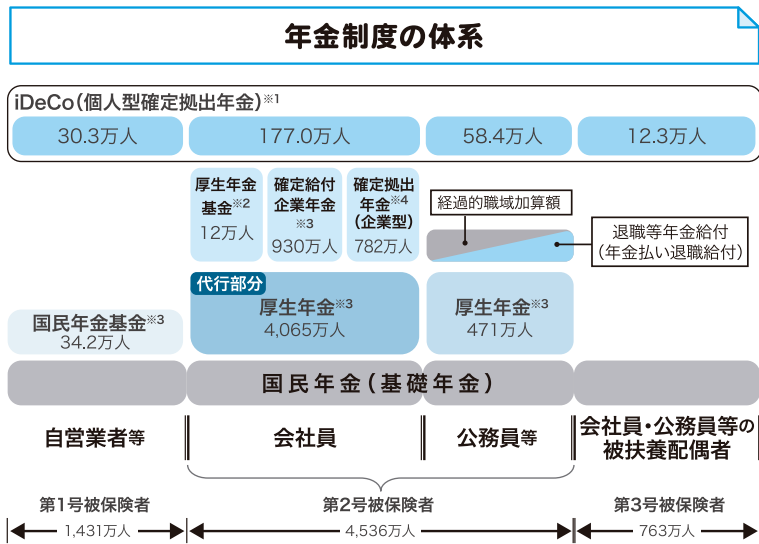 年金制度の体系
iDeCo(個人型確定拠出年金)※1
30.3万人
177.0万人
58.4万人
12.3万人
厚生年金
基金※2
12万人
確定給付
企業年金
※3
930万人
確定拠出
年金※4
(企業型)
782万人
経過的職域加算額
退職等年金給付
(年金払い退職給付)
代行部分
厚生年金※3
4,065万人
厚生年金※3
471万人
国民年金基金※3
34.2万人
国民年金(基礎年金)
自営業者等
会社員
公務員等
会社員・公務員等の
被扶養配偶者
第1号被保険者
第2号被保険者
第3号被保険者
1,431万人
4,536万人
763万人